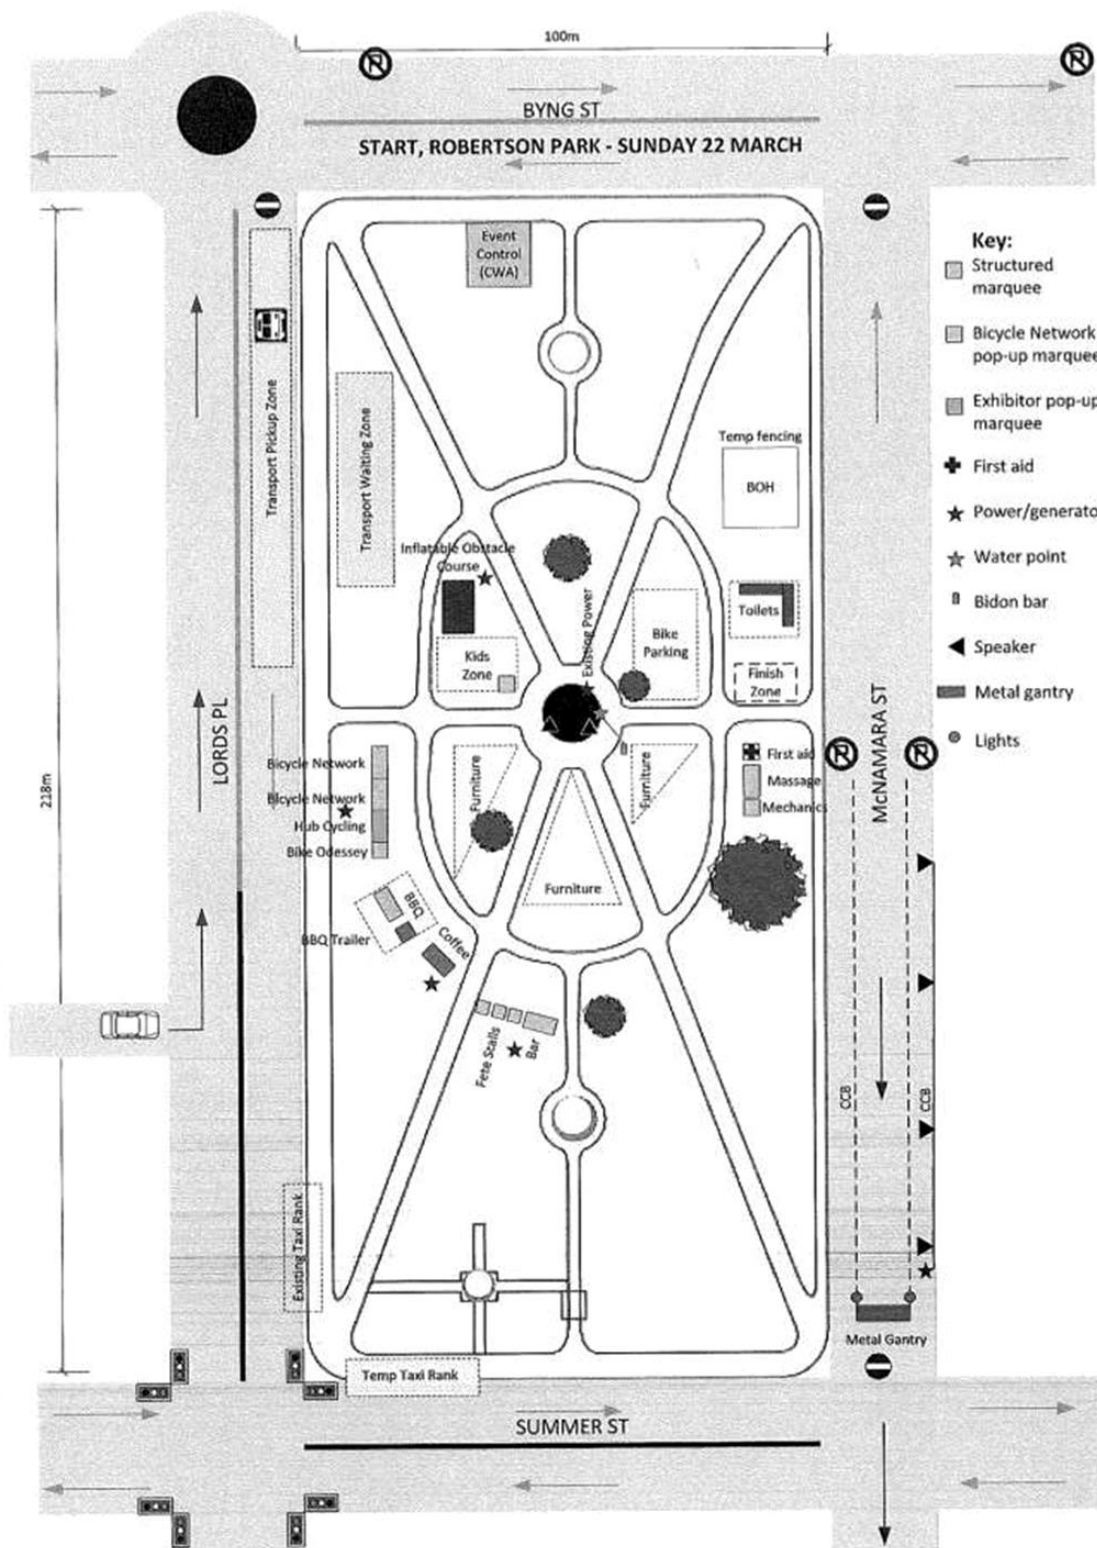 100m
BYNG ST
START, ROBERTSON PARK - SUNDAY 22 MARCH
Event
Control
(CWA)
Key:
Structured
marquee
Bicycle Network
pop-up marquee
Exhibitor pop-up
marquee
First aid
Power/generato
Water point
Bidon bar
Speaker
Metal gantry
Lights
Transport Pickup Zone
Transport Waiting Zone
Temp fencing
BOH
Inflatable Obstacle
Course
Existing Power
Toilets
Kids
Zone
Bike
Parking
Finish
Zone
LORDS PL
McNAMARA ST
218m
Bicycle Network
Bicycle Network
Hub Cycling
Bike Odessey
Furniture
Furniture
Furniture
First aid
Massage
Mechanics
BBQ
BBQ Trailer
Coffee
Fete Stalls
Bar
CCB
CCB
Existing Taxi Rank
Metal Gantry
Temp Taxi Rank
SUMMER ST